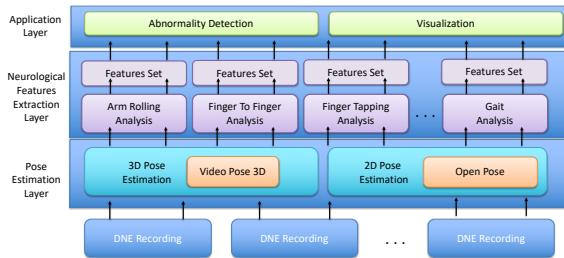 Application
Layer
Abnormality Detection
Visualization
Neurological
Features
Extraction
Layer
Features Set
Features Set
Features Set
Features Set
Arm Rolling
Analysis
Finger To Finger
Analysis
Finger Tapping
Analysis
. . .
Gait
Analysis
Pose
Estimation
Layer
3D Pose
Estimation
Video Pose 3D
2D Pose
Estimation
Open Pose
DNE Recording
DNE Recording
. . .
DNE Recording